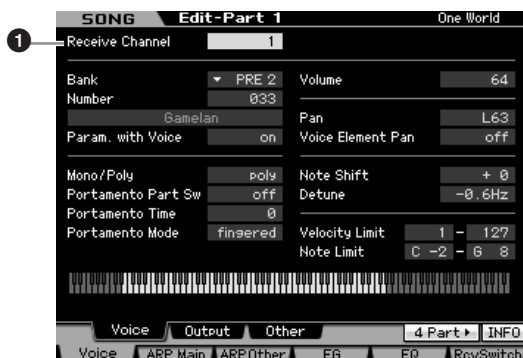 SONG Edit-Part 1 One World
1
Receive Channel 1
Bank ▼ PRE 2 Volume 64
Number 033
Gamelan Pan L63
Param. with Voice on Voice Element Pan off
Mono/Poly poly Note Shift + 0
Portamento Part Sw off Detune -0.6Hz
Portamento Time 0
Portamento Mode fingered Velocity Limit 1 - 127
Note Limit C -2 - G 8
Voice Output Other 4 Part▸ INFO
Voice ARP Main ARP Other EG EQ RcvSwitch